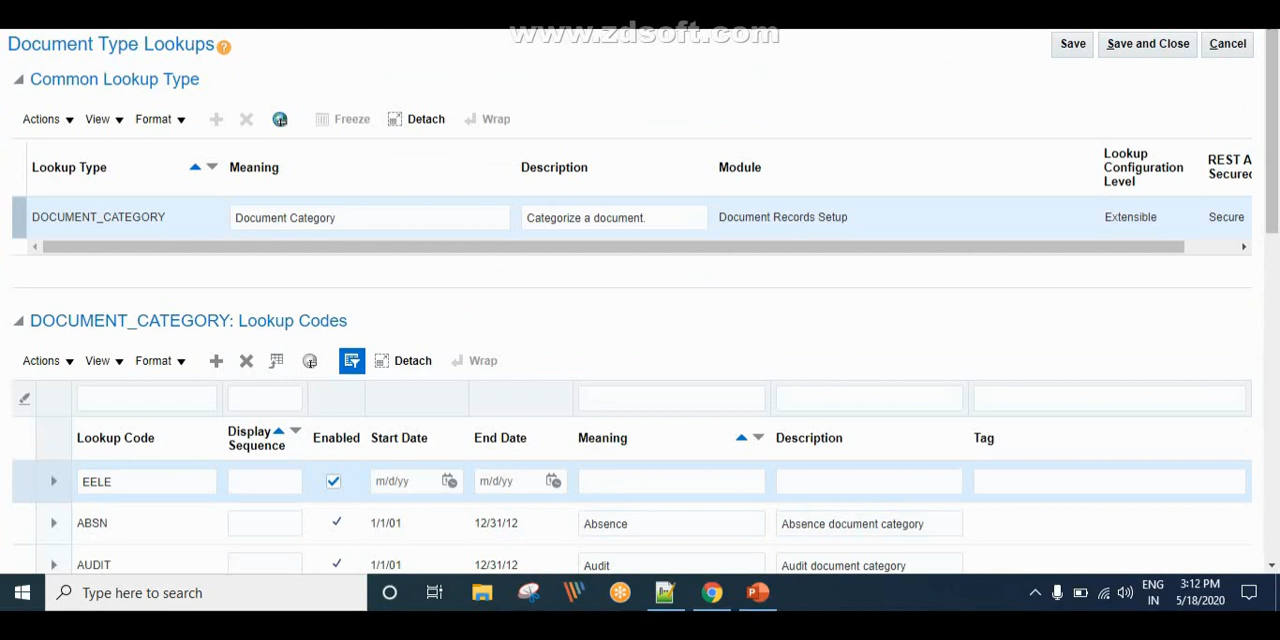 www.zdsoft.com
Document Type Lookups ?
Save Save and Close Cancel
Common Lookup Type
Actions View Format Freeze Detach Wrap
Lookup Type Meaning Description Module Lookup Configuration Level REST A Secured
DOCUMENT_CATEGORY Document Category Categorize a document. Document Records Setup Extensible Secure
DOCUMENT_CATEGORY: Lookup Codes
Actions View Format Detach Wrap
Lookup Code Display Sequence Enabled Start Date End Date Meaning Description Tag
EELE m/d/yy m/d/yy
ABSN 1/1/01 12/31/12 Absence Absence document category
AUDIT 1/1/01 12/31/12 Audit Audit document category
Type here to search ENG IN 3:12 PM 5/18/2020